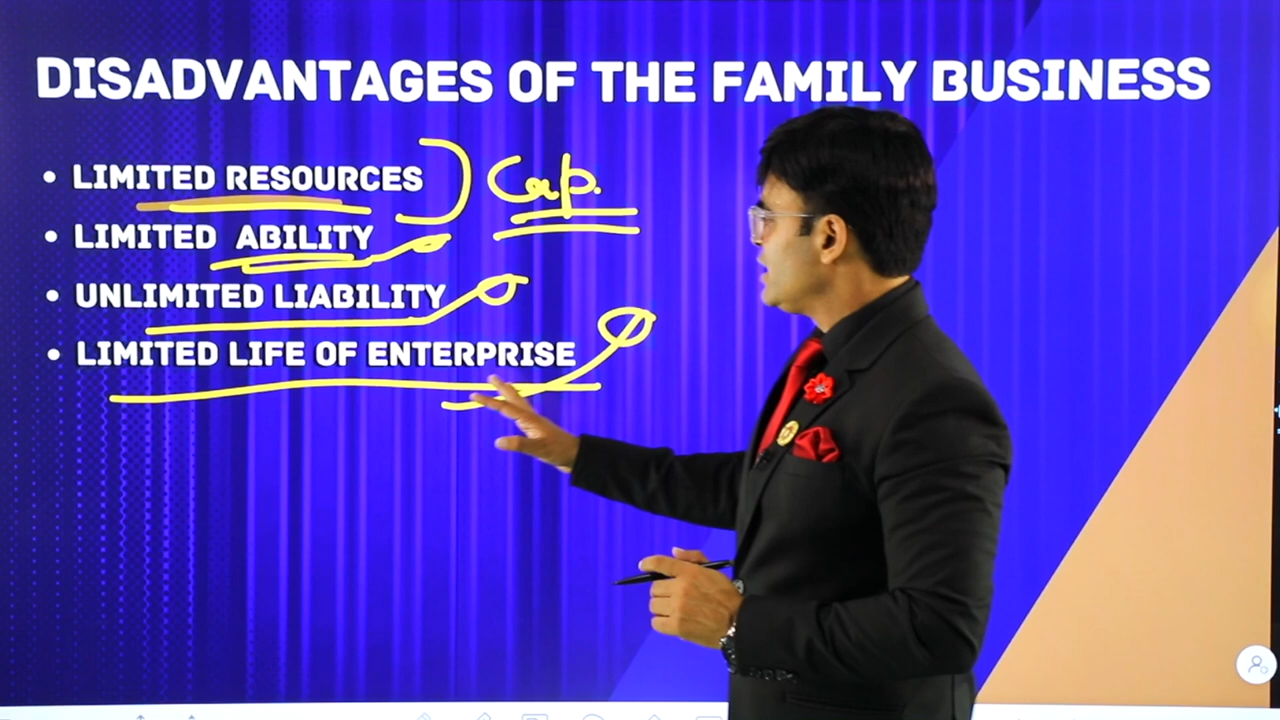 DISADVANTAGES OF THE FAMILY BUSINESS
• LIMITED RESOURCES
Cap.
• LIMITED ABILITY
• UNLIMITED LIABILITY
• LIMITED LIFE OF ENTERPRISE